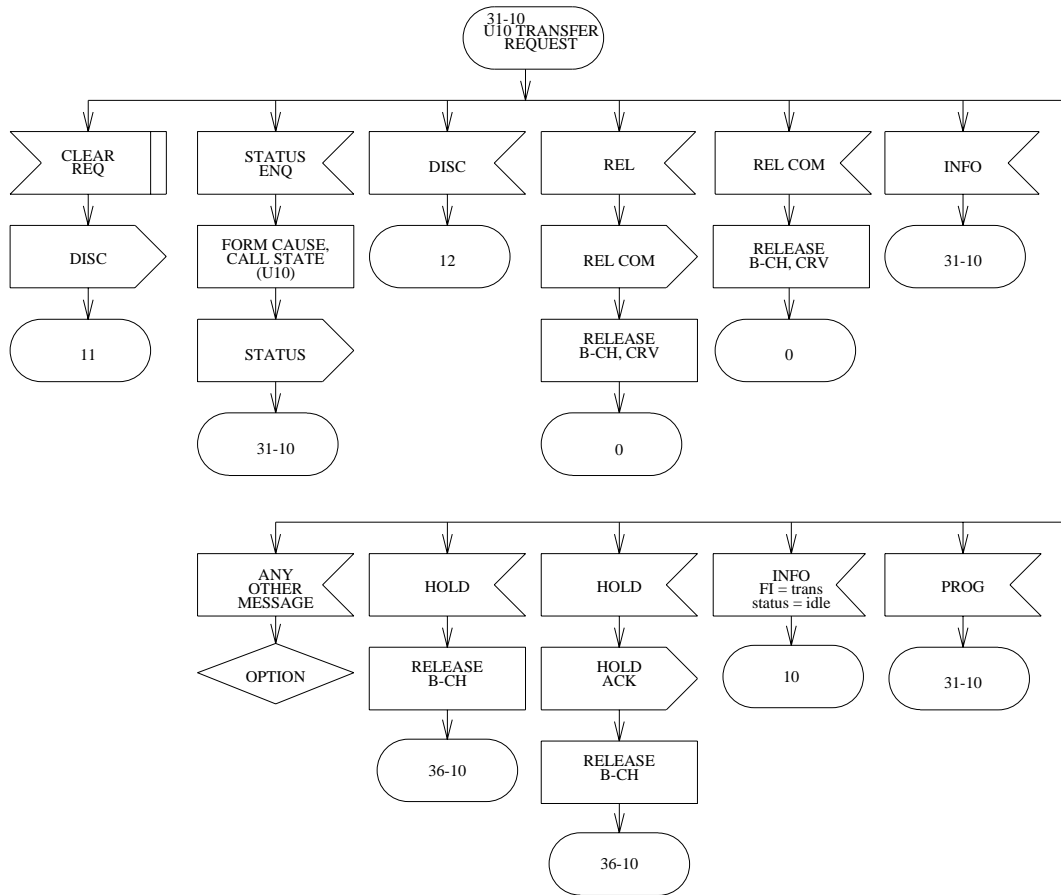 31-10
U10 TRANSFER
REQUEST
CLEAR
REQ
STATUS
ENQ
DISC
REL
REL COM
INFO
DISC
FORM CAUSE,
CALL STATE
(U10)
12
REL COM
RELEASE
B-CH, CRV
31-10
11
STATUS
RELEASE
B-CH, CRV
0
31-10
0
ANY
OTHER
MESSAGE
HOLD
HOLD
INFO
FI = trans
status = idle
PROG
OPTION
RELEASE
B-CH
HOLD
ACK
10
31-10
36-10
RELEASE
B-CH
36-10